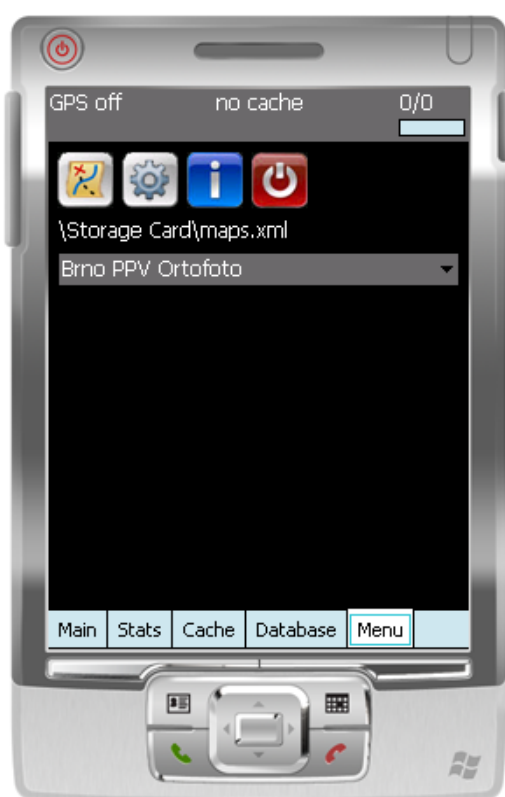 GPS off no cache 0/0
\Storage Card\maps.xml
Brno PPV Ortofoto
Main Stats Cache Database Menu